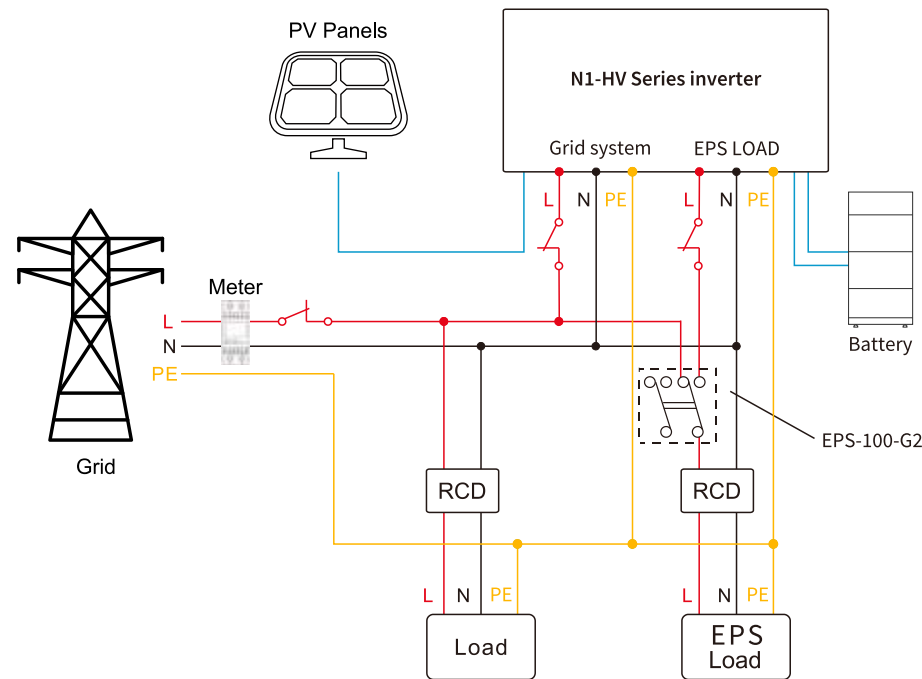 PV Panels
N1-HV Series inverter
Grid system
EPS LOAD
L
N
PE
L
N
PE
Meter
L
N
PE
Battery
EPS-100-G2
Grid
RCD
RCD
L
N
PE
L
N
PE
Load
EPS
Load